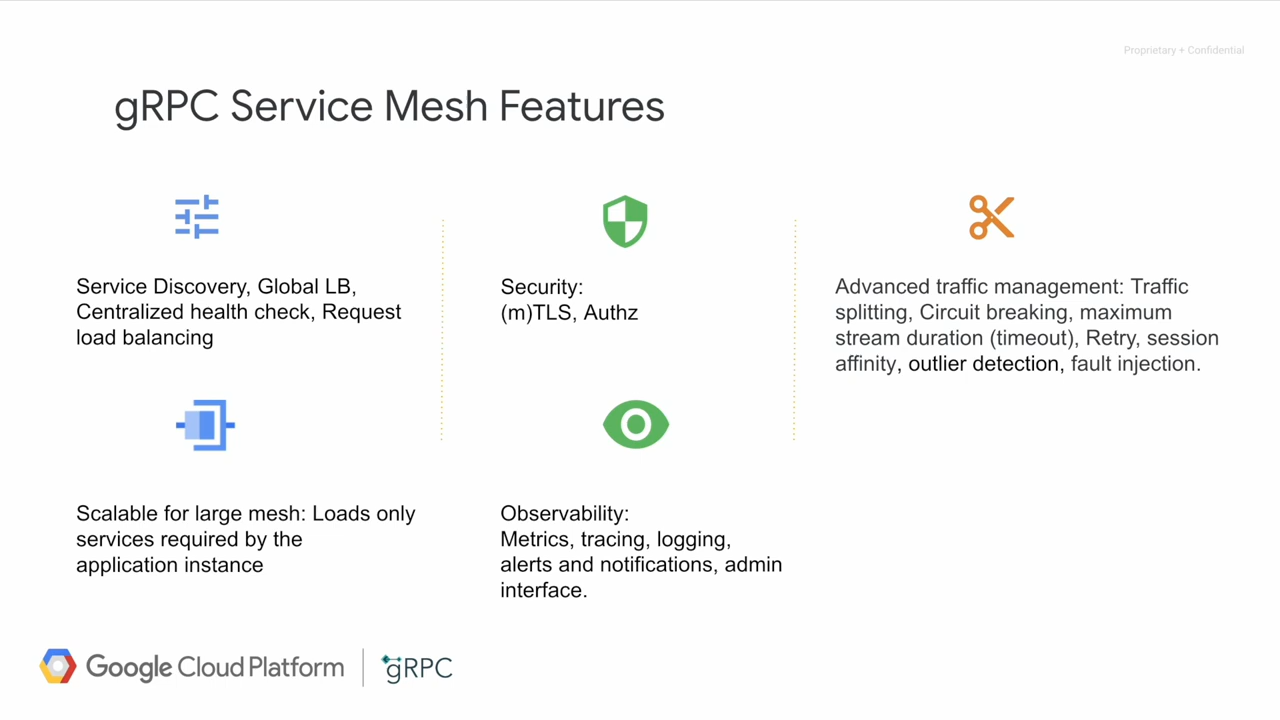 Proprietary + Confidential
gRPC Service Mesh Features
Service Discovery, Global LB,
Centralized health check, Request
load balancing
Security:
(m)TLS, Authz
Advanced traffic management: Traffic
splitting, Circuit breaking, maximum
stream duration (timeout), Retry, session
affinity, outlier detection, fault injection.
Scalable for large mesh: Loads only
services required by the
application instance
Observability:
Metrics, tracing, logging,
alerts and notifications, admin
interface.
Google Cloud Platform
gRPC